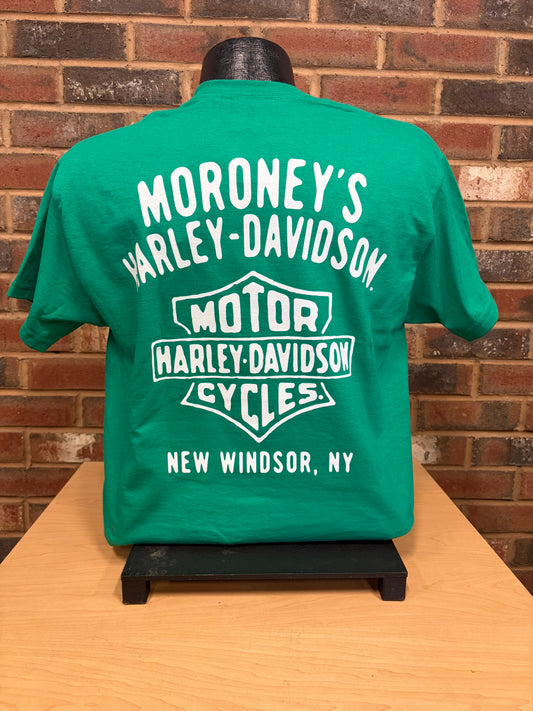 MORONEY'S
HARLEY-DAVIDSON.
MOTOR
HARLEY-DAVIDSON
CYCLES.
NEW WINDSOR, NY